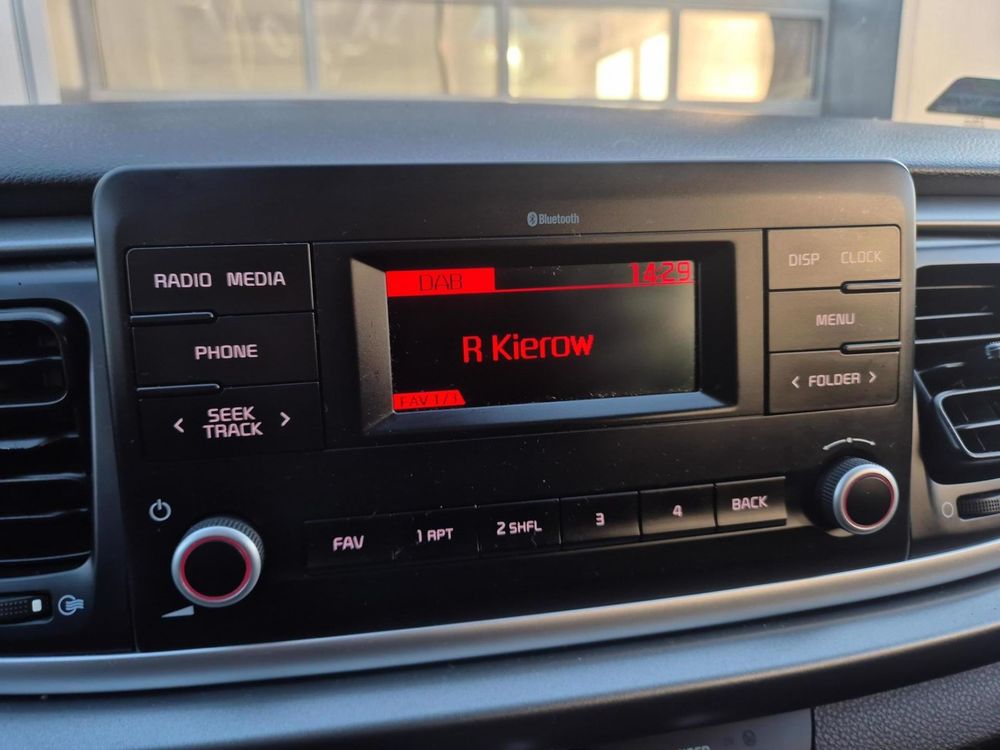 Bluetooth
RADIO MEDIA
DAB
14:29
DISP CLOCK
PHONE
R Kierow
MENU
SEEK
TRACK
FAV 1/1
< FOLDER >
FAV
1 RPT
2 SHFL
3
4
BACK